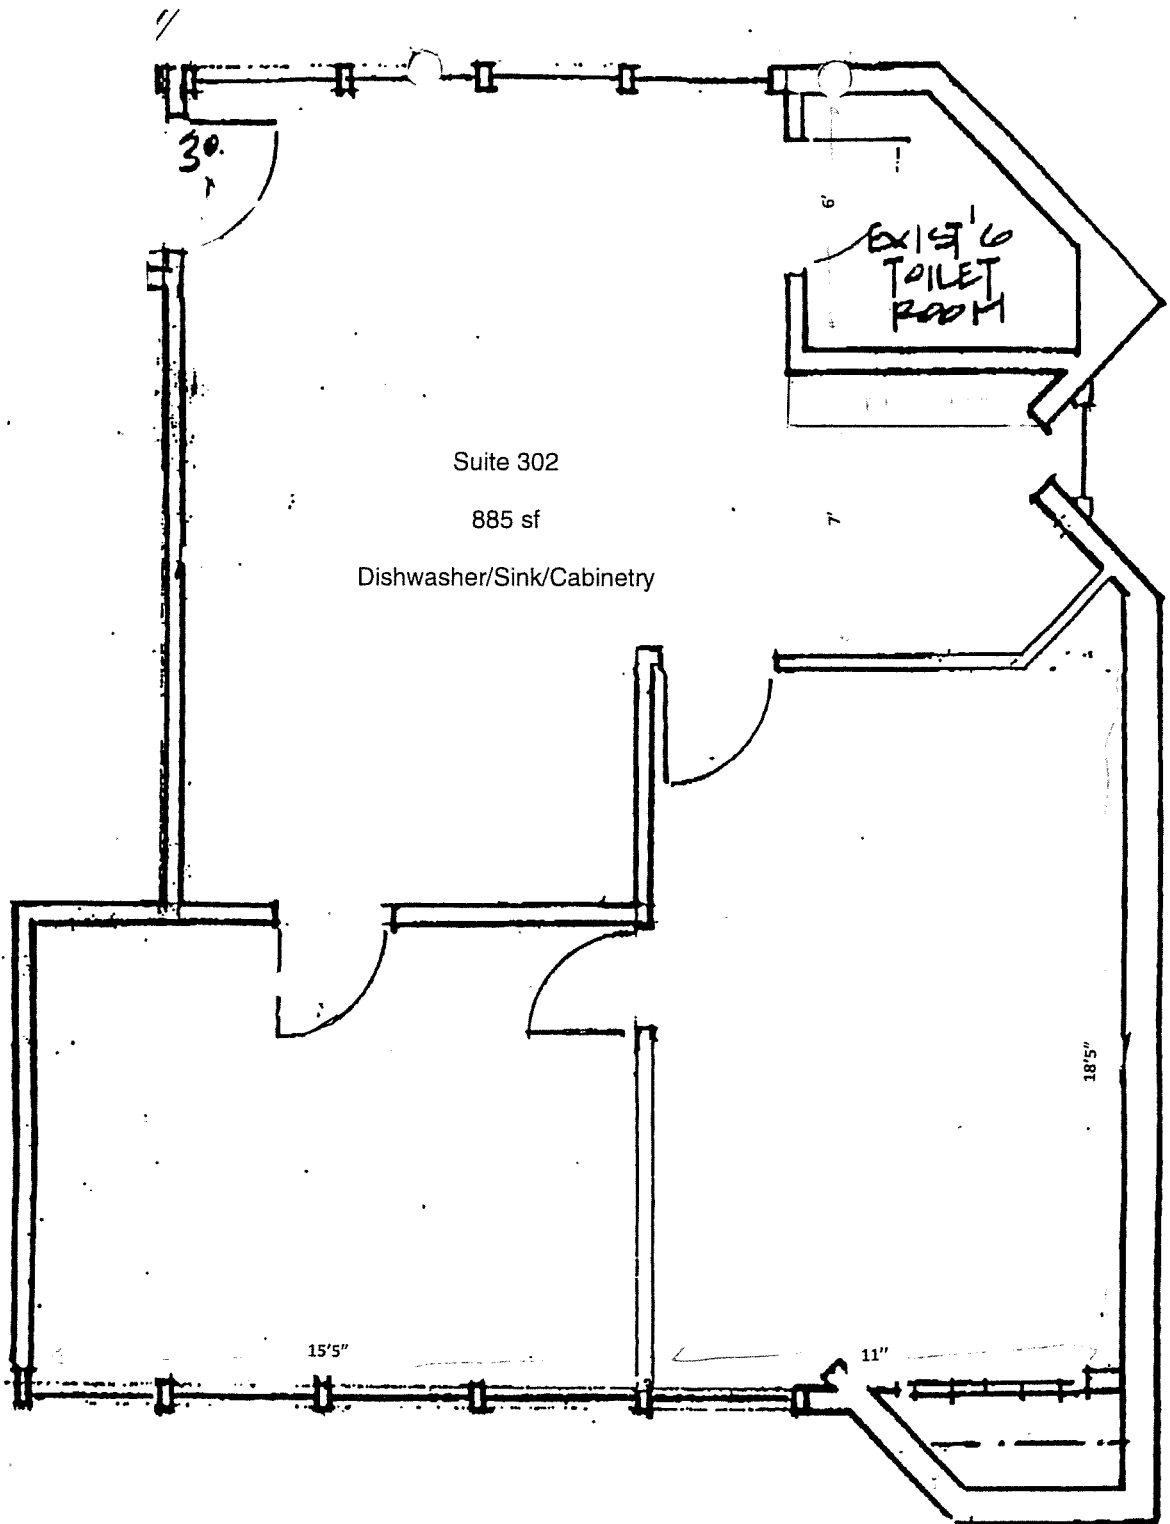 30.
6'
EXIST'G
TOILET
ROOM
Suite 302
885 sf
7'
Dishwasher/Sink/Cabinetry
18'5"
15'5"
11"